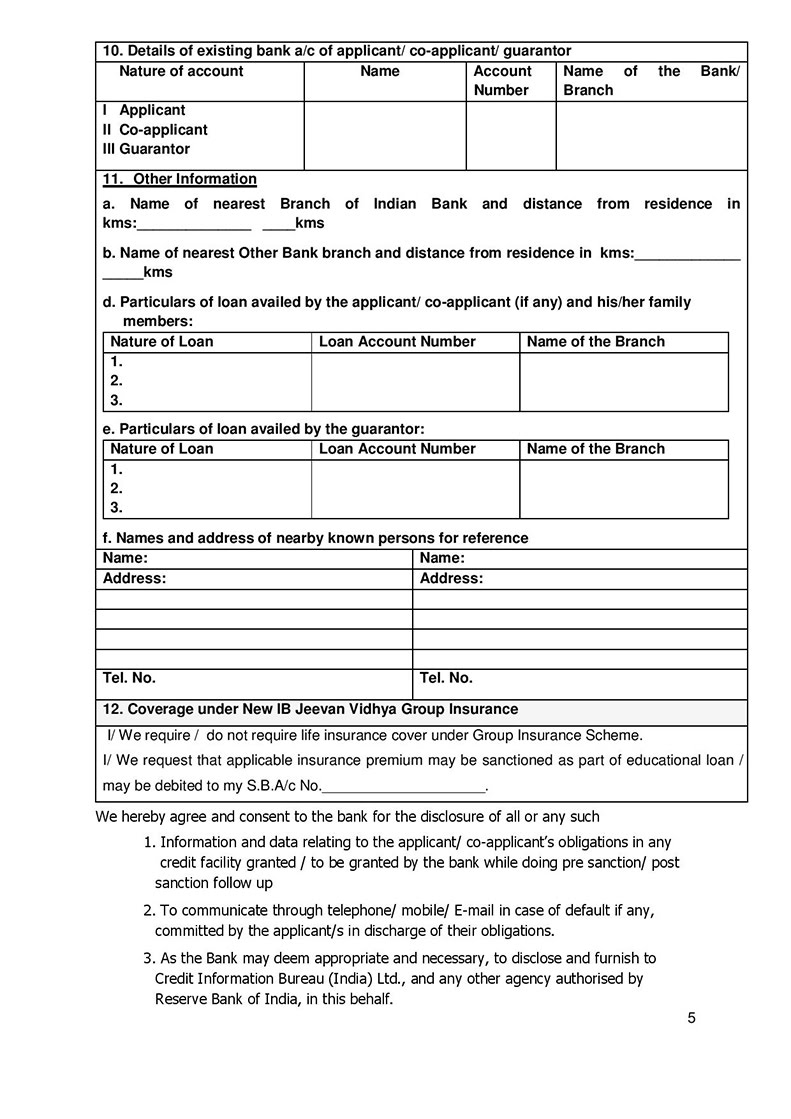 10. Details of existing bank a/c of applicant/ co-applicant/ guarantor
Nature of account Name Account Number Name of the Bank/ Branch
I Applicant
II Co-applicant
III Guarantor
11. Other Information
a. Name of nearest Branch of Indian Bank and distance from residence in
kms:______________ ____kms
b. Name of nearest Other Bank branch and distance from residence in kms:_____________
_____kms
d. Particulars of loan availed by the applicant/ co-applicant (if any) and his/her family
members:
Nature of Loan Loan Account Number Name of the Branch
1.
2.
3.
e. Particulars of loan availed by the guarantor:
Nature of Loan Loan Account Number Name of the Branch
1.
2.
3.
f. Names and address of nearby known persons for reference
Name: Name:
Address: Address:
Tel. No. Tel. No.
12. Coverage under New IB Jeevan Vidhya Group Insurance
I/ We require / do not require life insurance cover under Group Insurance Scheme.
I/ We request that applicable insurance premium may be sanctioned as part of educational loan /
may be debited to my S.B.A/c No.____________________.
We hereby agree and consent to the bank for the disclosure of all or any such
1. Information and data relating to the applicant/ co-applicant's obligations in any
credit facility granted / to be granted by the bank while doing pre sanction/ post
sanction follow up
2. To communicate through telephone/ mobile/ E-mail in case of default if any,
committed by the applicant/s in discharge of their obligations.
3. As the Bank may deem appropriate and necessary, to disclose and furnish to
Credit Information Bureau (India) Ltd., and any other agency authorised by
Reserve Bank of India, in this behalf.
5